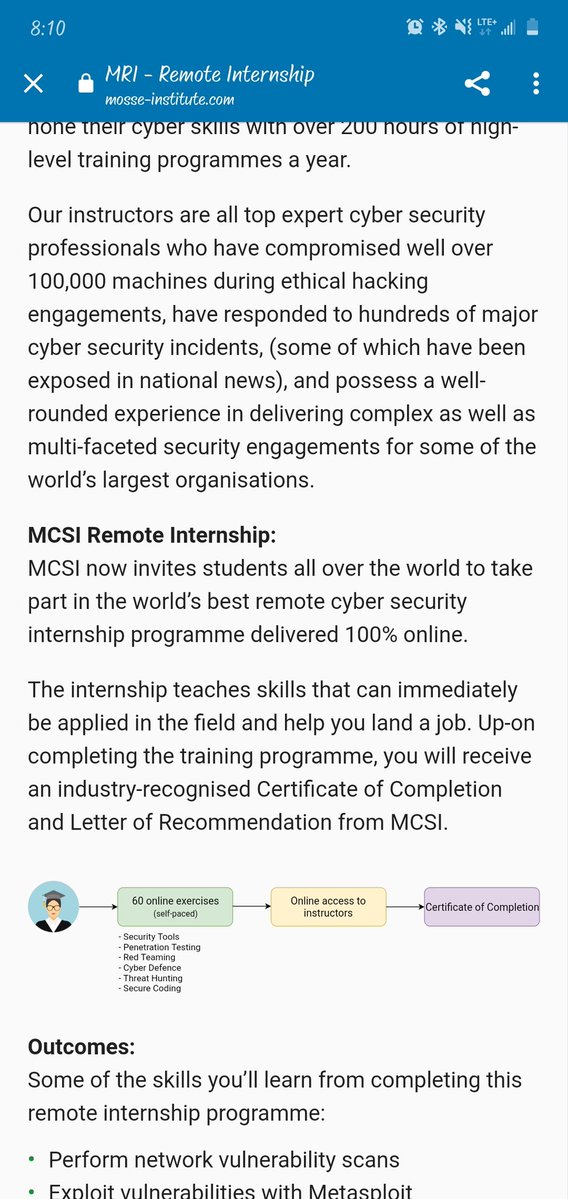 8:10
LTE+
MRI - Remote Internship
mosse-institute.com
hone their cyber skills with over 200 hours of high-
level training programmes a year.
Our instructors are all top expert cyber security
professionals who have compromised well over
100,000 machines during ethical hacking
engagements, have responded to hundreds of major
cyber security incidents, (some of which have been
exposed in national news), and possess a well-
rounded experience in delivering complex as well as
multi-faceted security engagements for some of the
world's largest organisations.
MCSI Remote Internship:
MCSI now invites students all over the world to take
part in the world's best remote cyber security
internship programme delivered 100% online.
The internship teaches skills that can immediately
be applied in the field and help you land a job. Up-on
completing the training programme, you will receive
an industry-recognised Certificate of Completion
and Letter of Recommendation from MCSI.
60 online exercises
(self-paced)
- Security Tools
- Penetration Testing
- Red Teaming
- Cyber Defence
- Threat Hunting
- Secure Coding
Online access to
instructors
Certificate of Completion
Outcomes:
Some of the skills you'll learn from completing this
remote internship programme:
• Perform network vulnerability scans
• Exploit vulnerabilities with Metasploit